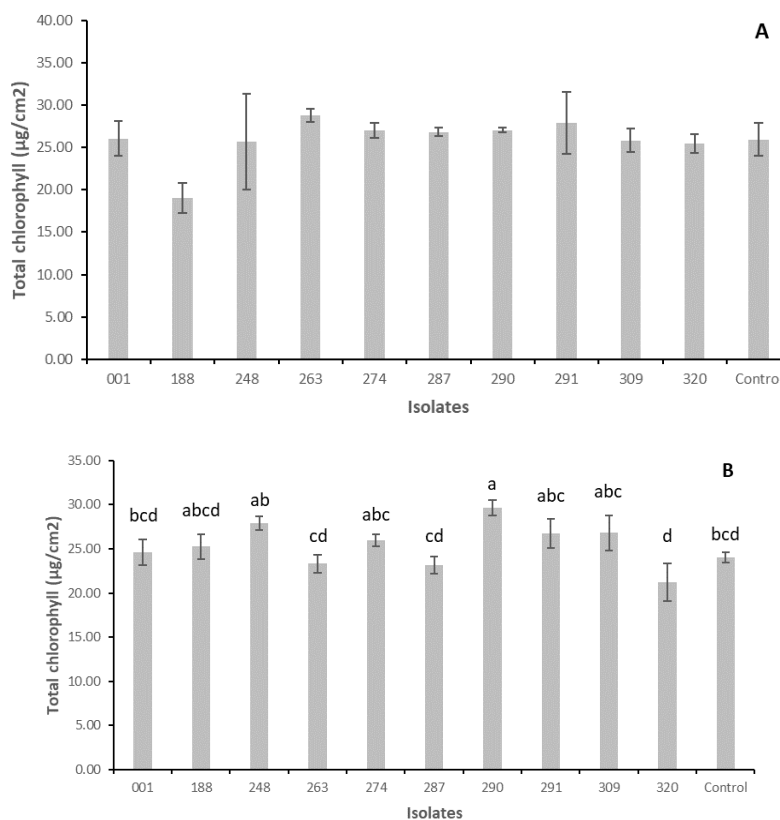 A
40.00
35.00
30.00
25.00
20.00
15.00
10.00
5.00
0.00
Total chlorophyll (µg/cm2)
001 188 248 263 274 287 290 291 309 320 Contro
Isolates
B
35.00
30.00
25.00
20.00
15.00
10.00
5.00
0.00
Total chlorophyll (µg/cm2)
bcd abcd ab cd abc cd a abc abc d bcd
001 188 248 263 274 287 290 291 309 320 Control
Isolates